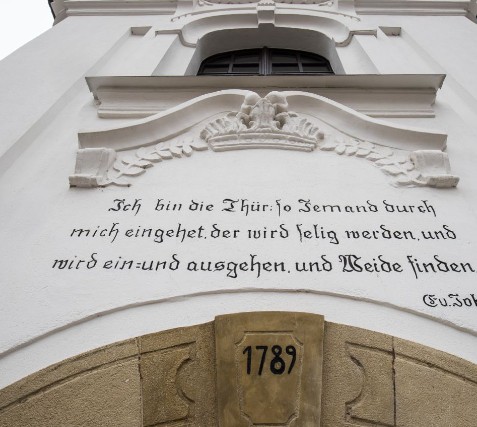 Ich bin die Thür: so Jemand durch
mich eingehet, der wird selig werden, und
wird ein=und ausgehen, und Weide finden
Ev. Joh
1789